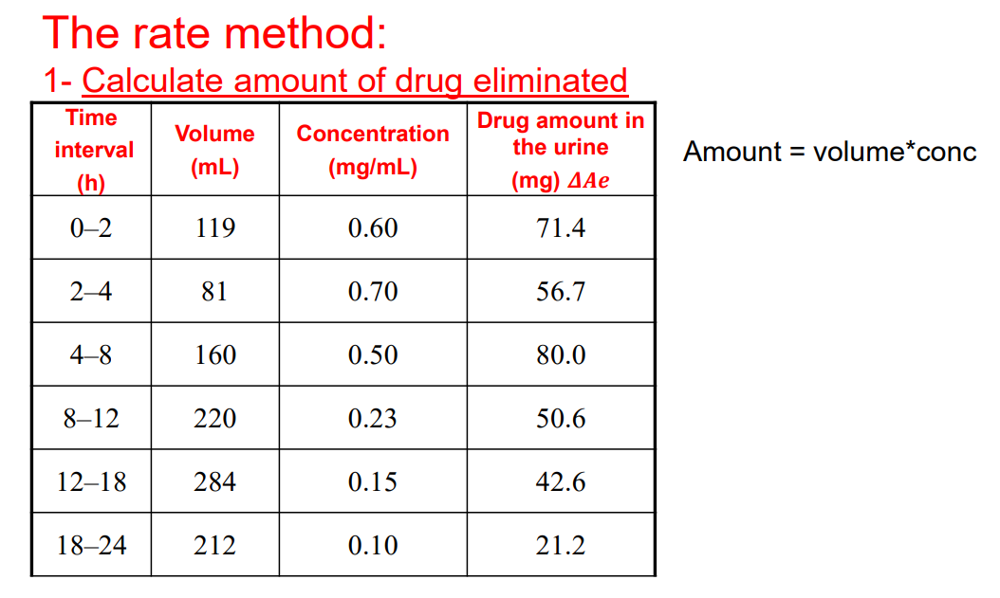 The rate method:
1- Calculate amount of drug eliminated
Time interval (h) Volume (mL) Concentration (mg/mL) Drug amount in the urine (mg) ΔAe
0–2 119 0.60 71.4
2–4 81 0.70 56.7
4–8 160 0.50 80.0
8–12 220 0.23 50.6
12–18 284 0.15 42.6
18–24 212 0.10 21.2
Amount = volume*conc